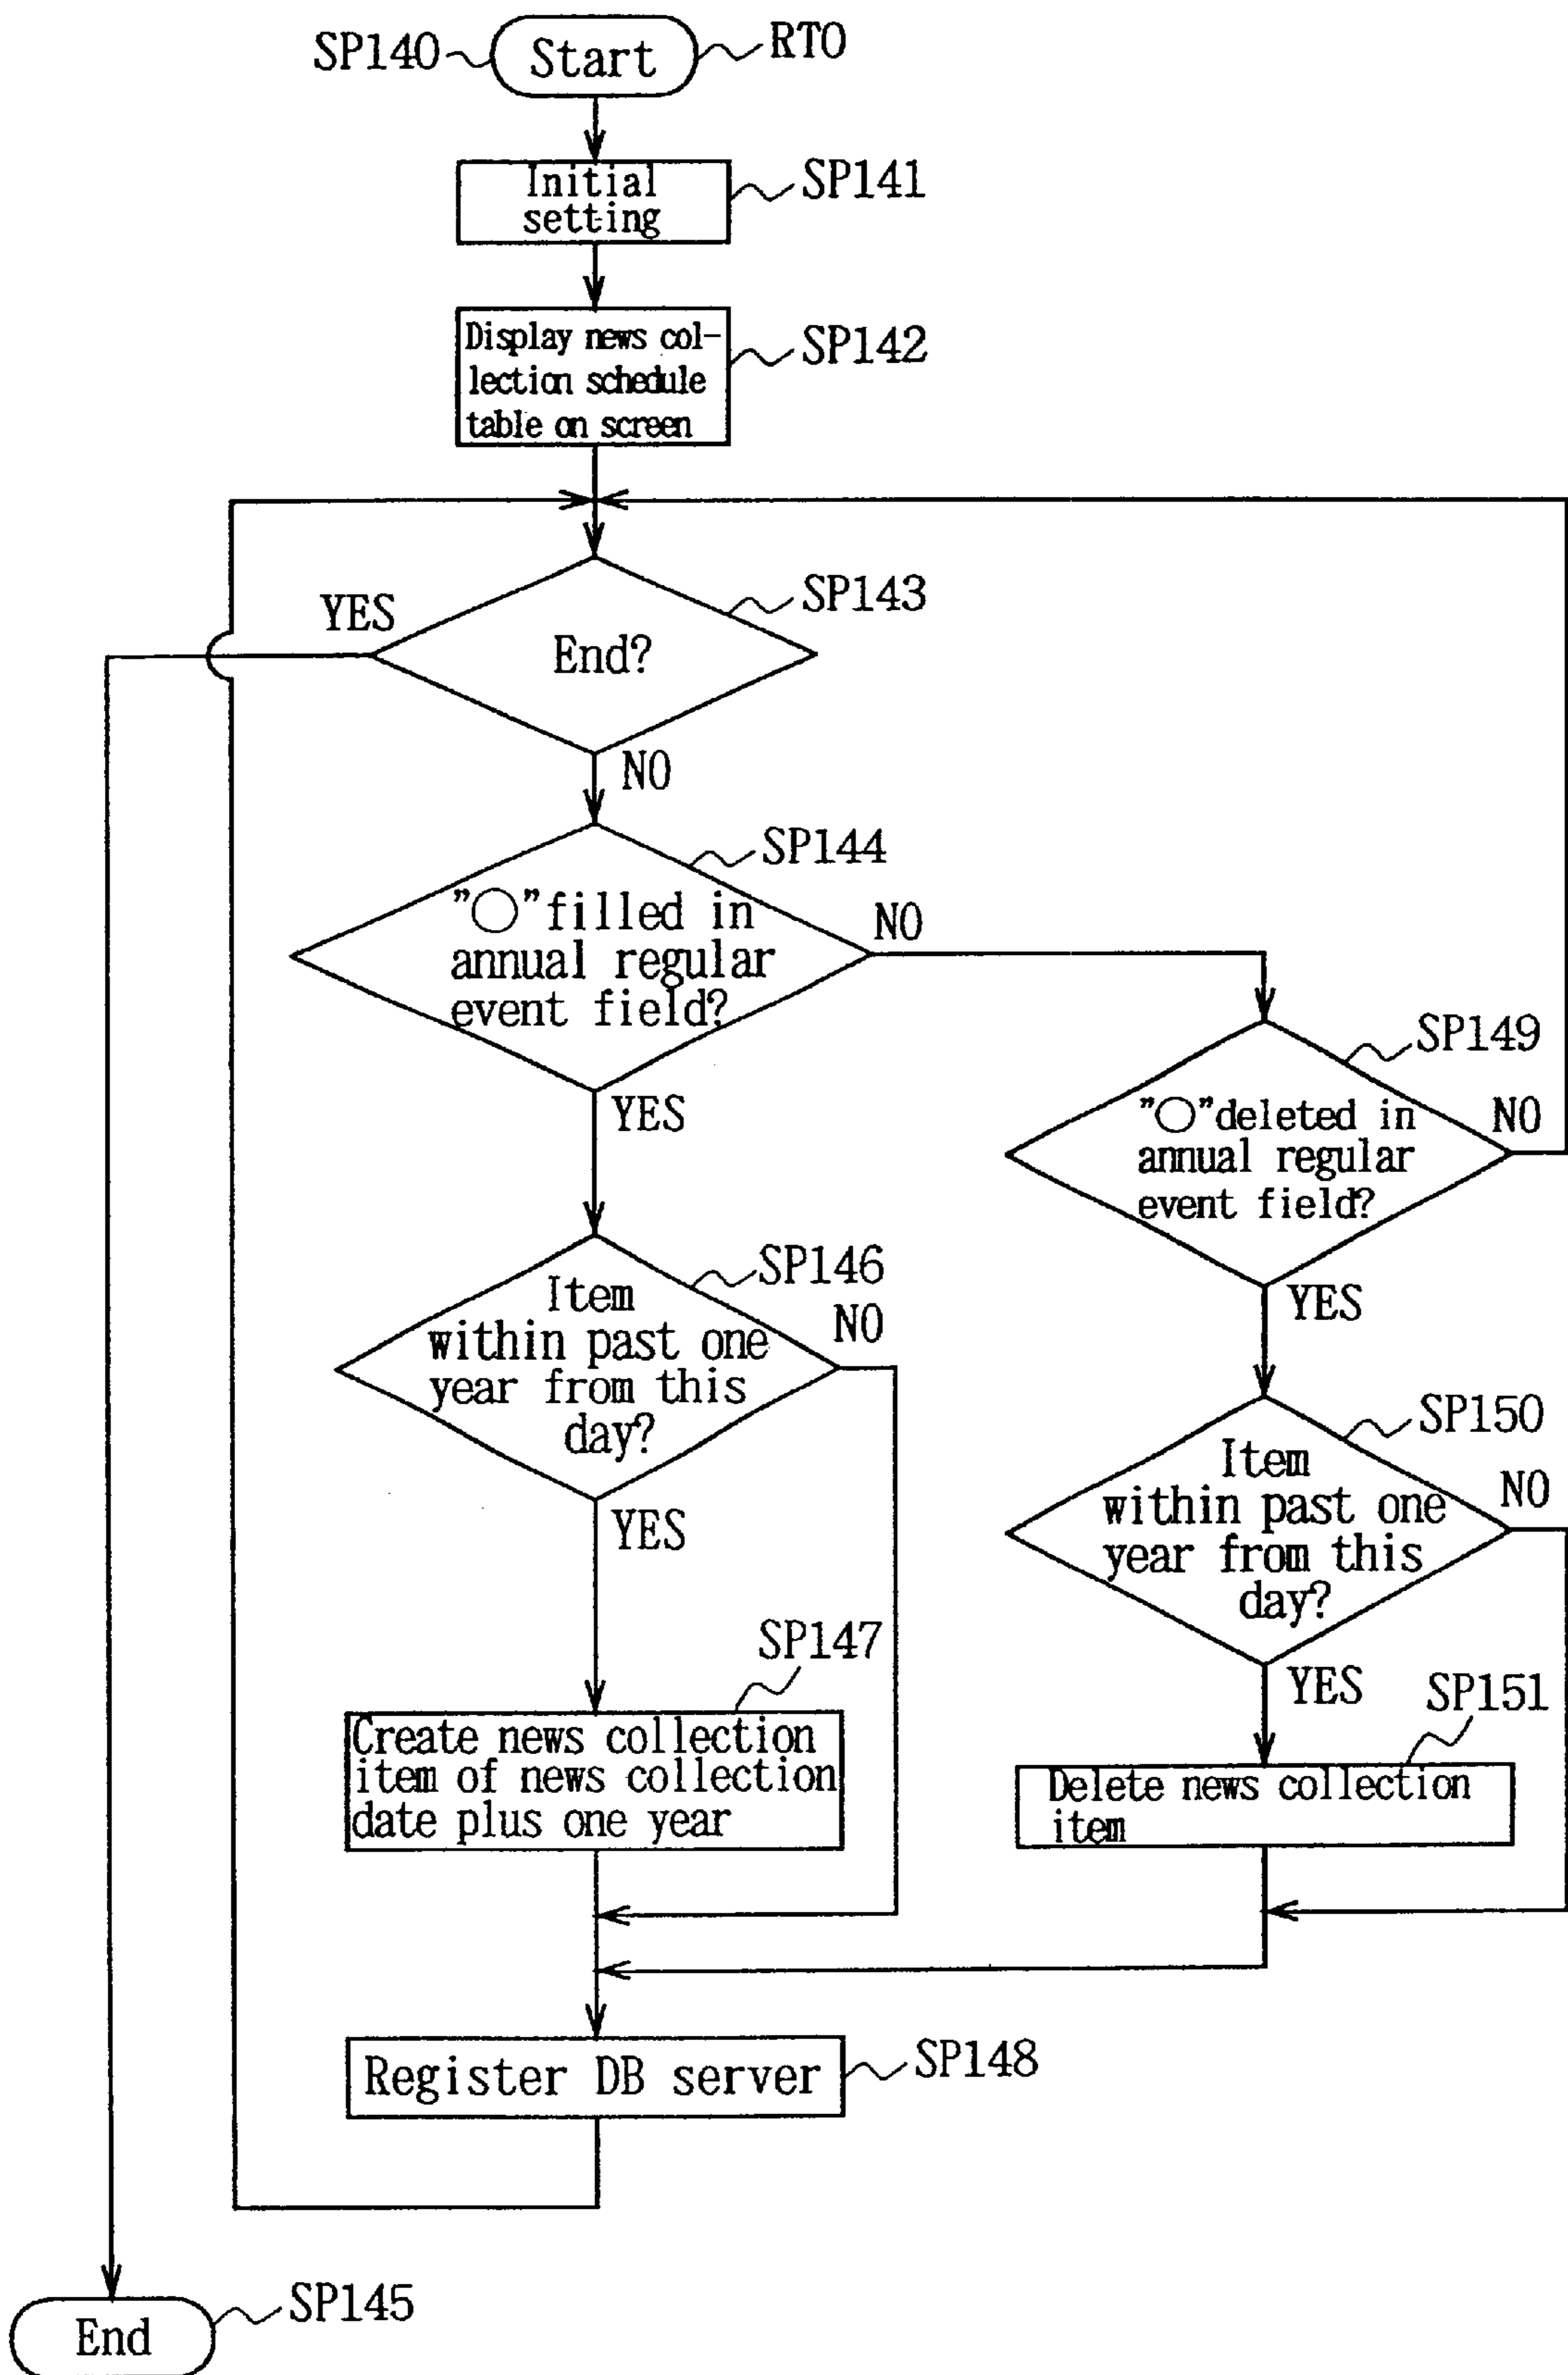 SP140
Start
RT0
Initial
setting
SP141
Display news col-
lection schedule
table on screen
SP142
YES
End?
SP143
NO
"○"filled in
annual regular
event field?
SP144
NO
YES
"○"deleted in
annual regular
event field?
SP149
NO
YES
Item
within past one
year from this
day?
SP146
NO
YES
Item
within past one
year from this
day?
SP150
NO
YES
Create news collection
item of news collection
date plus one year
SP147
Delete news collection
item
SP151
Register DB server
SP148
End
SP145